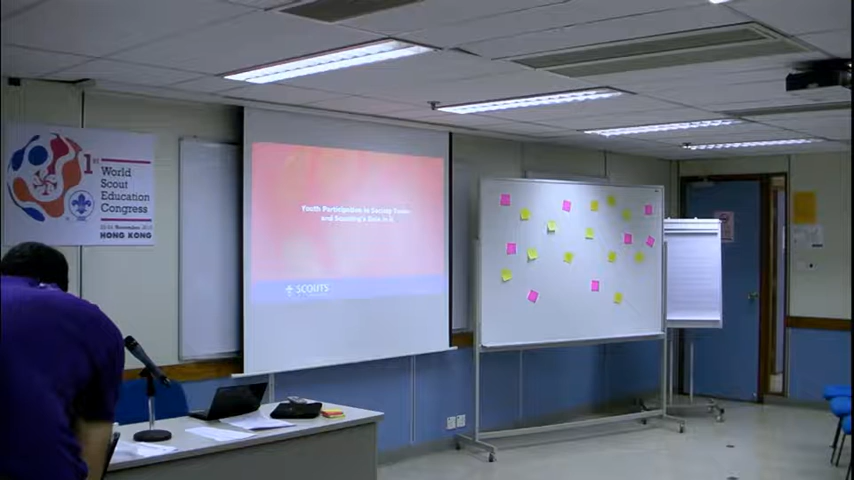 1st
World
Scout
Education
Congress
HONG KONG
Youth Participation in Society Today
and Scouting's Role in it
SCOUTS